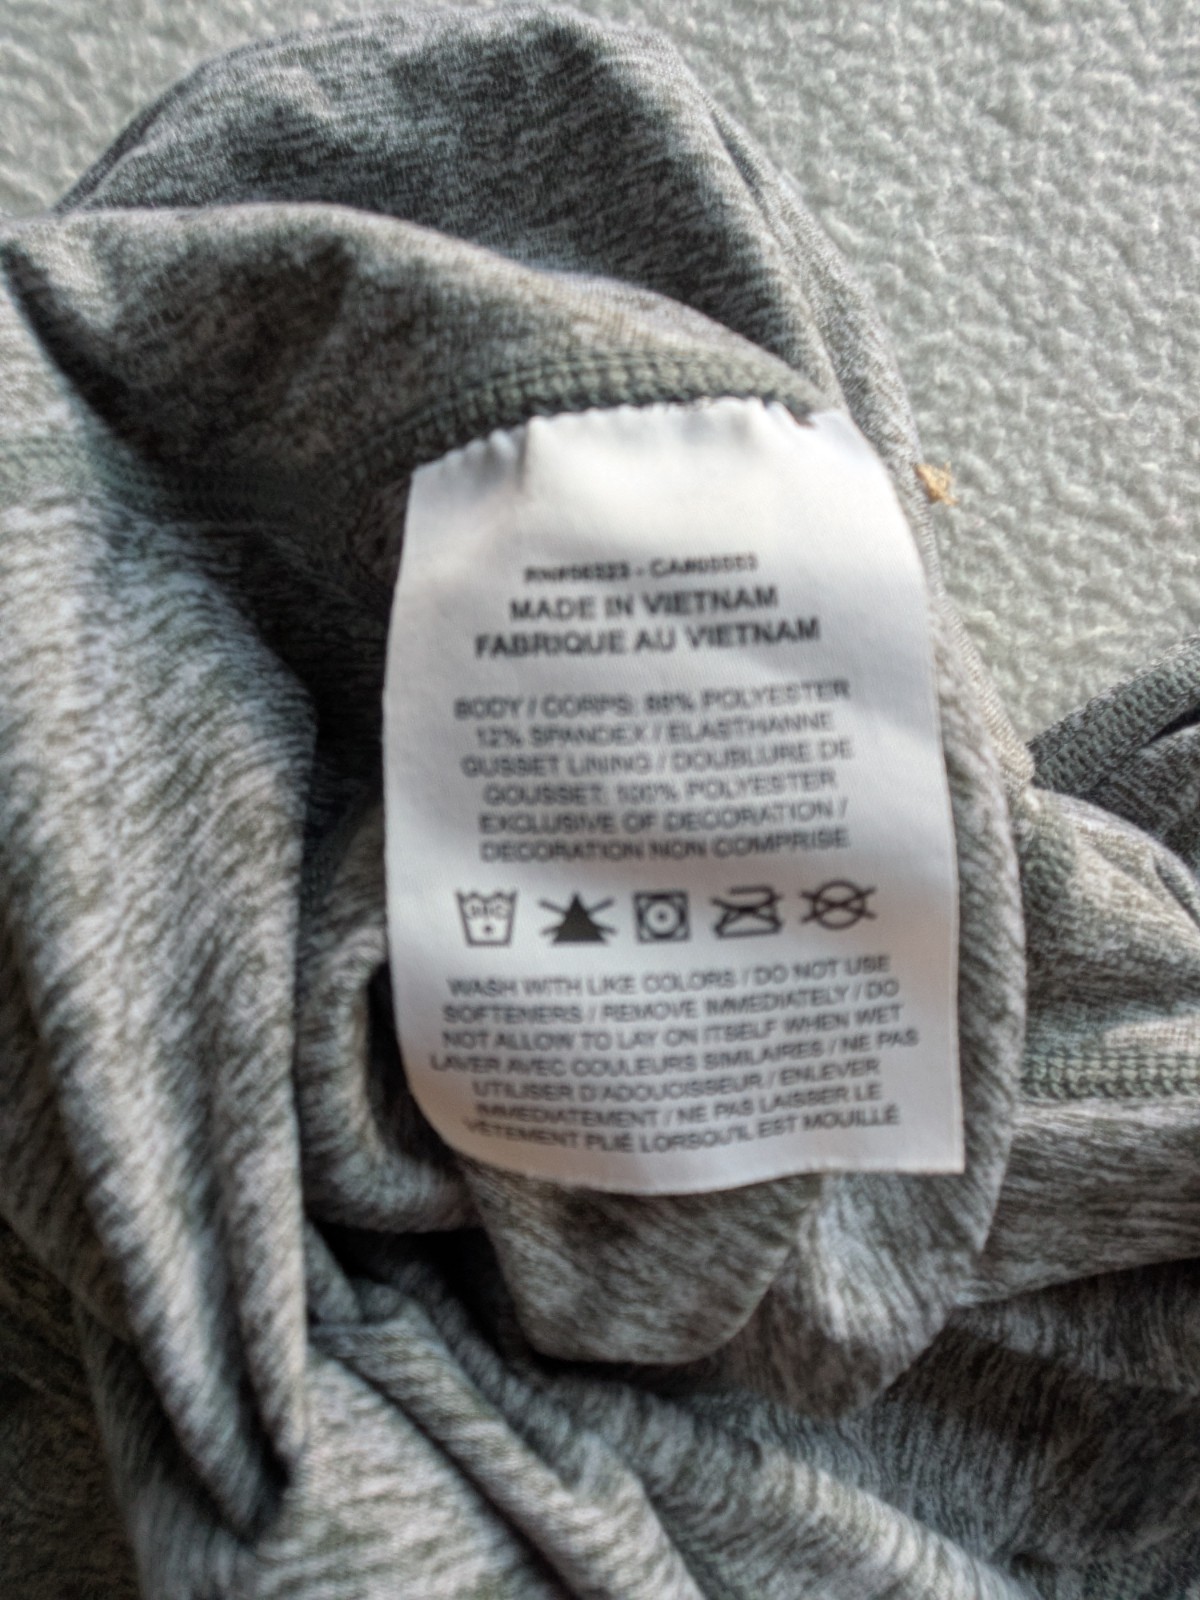 MADE IN VIETNAM
FABRIQUE AU VIETNAM
BODY / CORPS: 88% POLYESTER
12% SPANDEX / ELASTHANNE
GUSSET LINING / DOUBLURE DE
GOUSSET: 100% POLYESTER
EXCLUSIVE OF DECORATION /
DECORATION NON COMPRISE
30C
WASH WITH LIKE COLORS / DO NOT USE
SOFTENERS / REMOVE IMMEDIATELY / DO
NOT ALLOW TO LAY ON ITSELF WHEN WET
LAVER AVEC COULEURS SIMILAIRES / NE PAS
UTILISER D'ADOUCISSEUR / ENLEVER
IMMEDIATEMENT / NE PAS LAISSER LE
VÊTEMENT PLIÉ LORSQU'IL EST MOUILLÉ